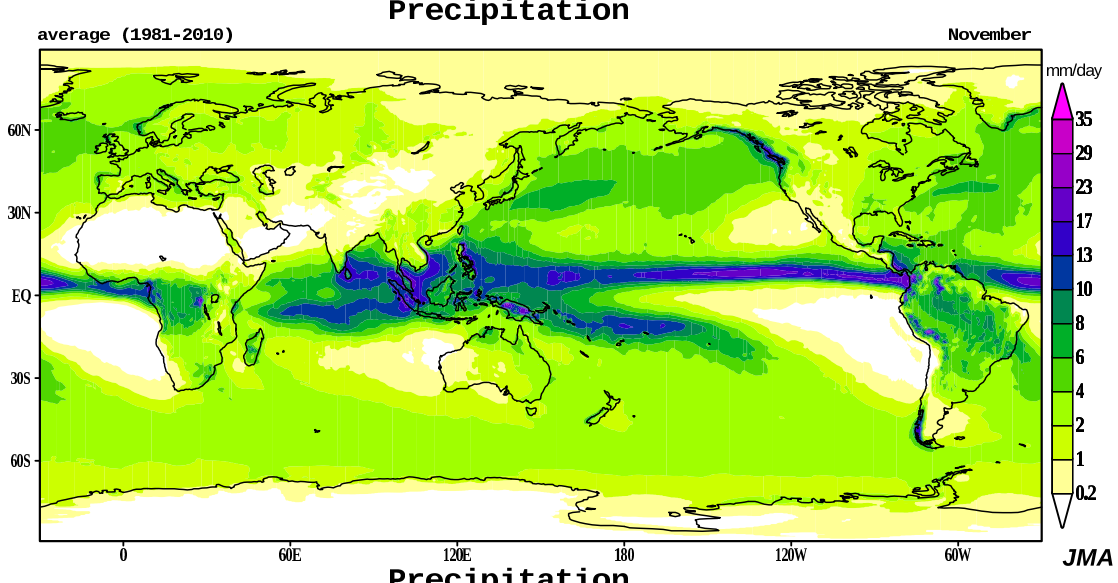 Precipitation
average (1981-2010) November
mm/day
35
29
23
17
13
10
8
6
4
2
1
0.2
60N
30N
EQ
30S
60S
0 60E 120E 180 120W 60W
JMA
Precipitation